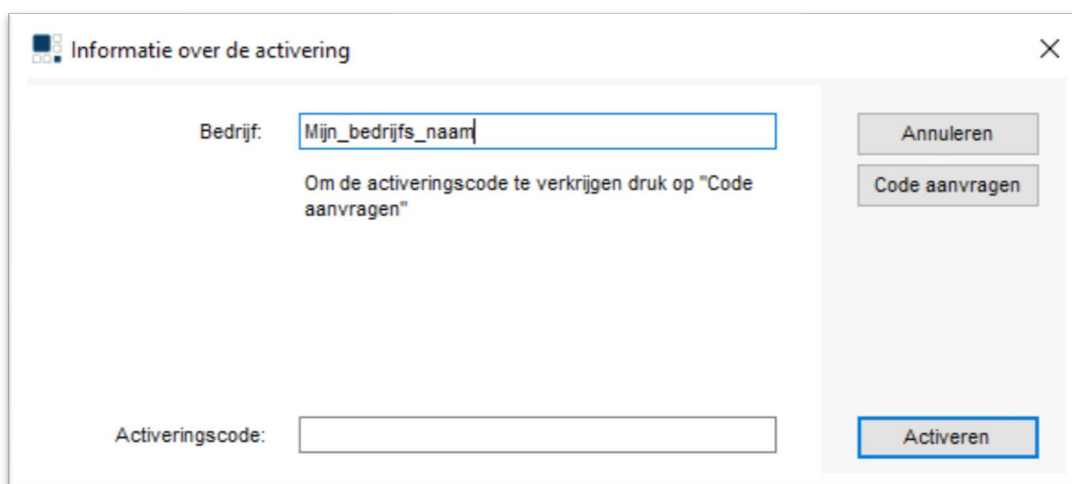 Informatie over de activering
Bedrijf: Mijn_bedrijfs_naam Annuleren
Om de activeringscode te verkrijgen druk op "Code Code aanvragen
aanvragen"
Activeringscode: Activeren